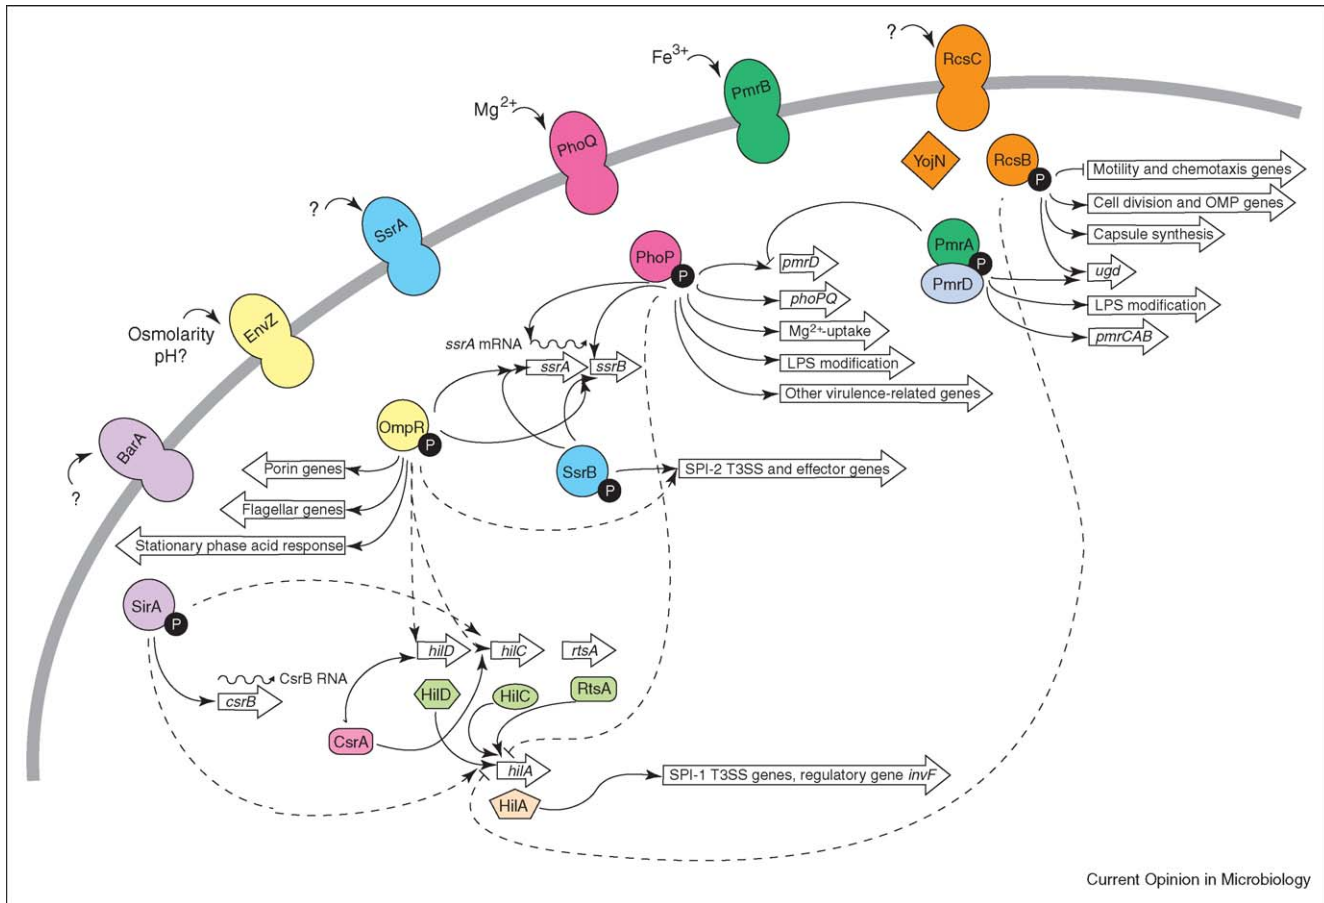 ?
RcsC
Fe3+
PmrB
Mg2+
PhoQ
YojN
RcsB
P
Motility and chemotaxis genes
Cell division and OMP genes
Capsule synthesis
ugd
LPS modification
pmrCAB
?
SsrA
PhoP
P
PmrA
P
PmrD
pmrD
phoPQ
Mg2+-uptake
LPS modification
Other virulence-related genes
Osmolarity
pH?
EnvZ
ssrA mRNA
ssrA
ssrB
OmpR
P
BarA
?
Porin genes
Flagellar genes
Stationary phase acid response
SsrB
P
SPI-2 T3SS and effector genes
SirA
P
hilD
hilC
rtsA
CsrB RNA
csrB
HilD
HilC
RtsA
CsrA
hilA
HilA
SPI-1 T3SS genes, regulatory gene invF
Current Opinion in Microbiology